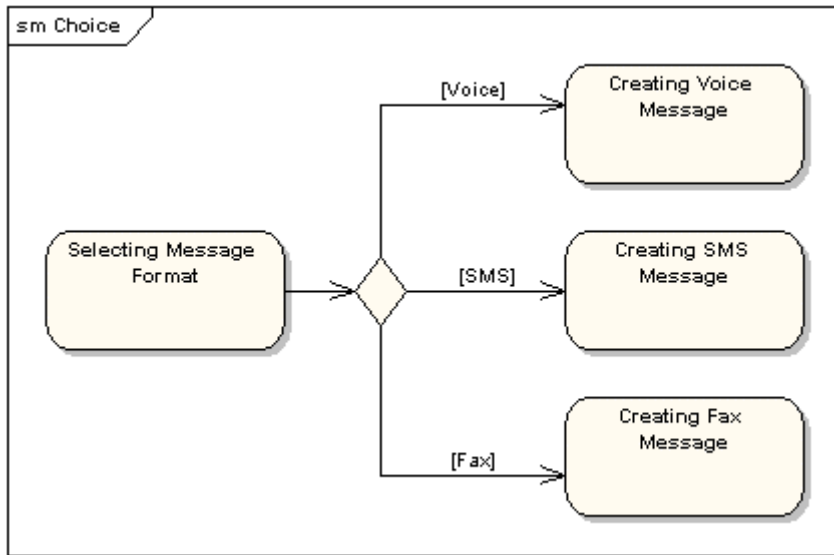 sm Choice
[Voice]
Creating Voice
Message
Selecting Message
Format
[SMS]
Creating SMS
Message
[Fax]
Creating Fax
Message